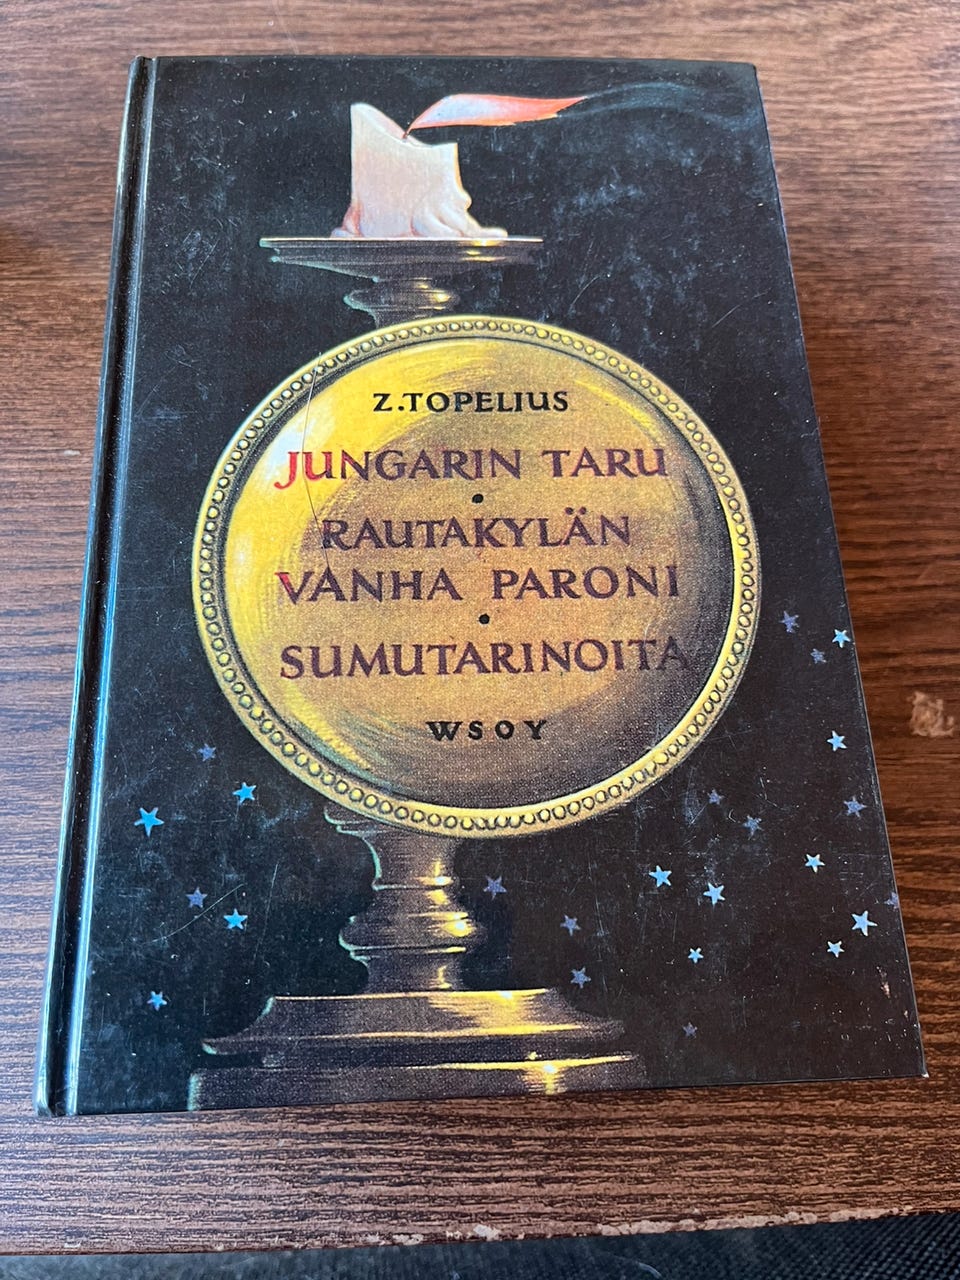 Z.TOPELIUS
JUNGARIN TARU
•
RAUTAKYLÄN
VANHA PARONI
•
SUMUTARINOITA
WSOY